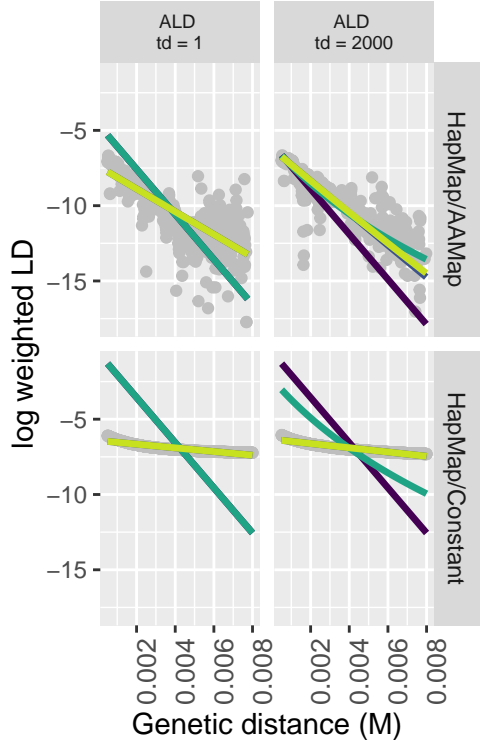 ALD
td = 1
ALD
td = 2000
−5
−10
−15
HapMap/AAMap
−5
−10
−15
HapMap/Constant
0.002
0.004
0.006
0.008
0.002
0.004
0.006
0.008
log weighted LD
Genetic distance (M)